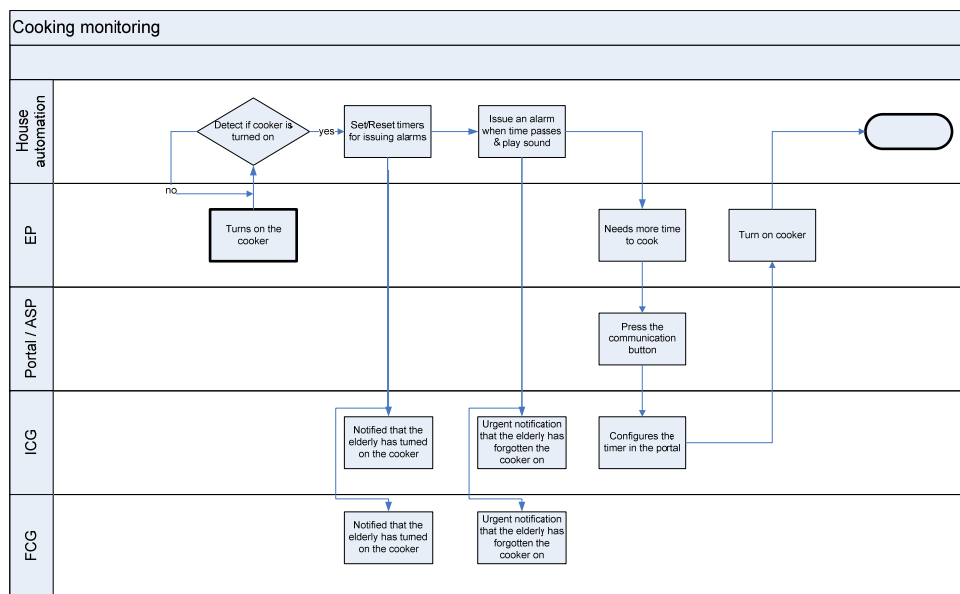 Cooking monitoring
House
automation
Detect if cooker is
turned on
yes
Set/Reset timers
for issuing alarms
Issue an alarm
when time passes
& play sound
no
EP
Turns on the
cooker
Needs more time
to cook
Turn on cooker
Portal / ASP
Press the
communication
button
ICG
Notified that the
elderly has turned
on the cooker
Urgent notification
that the elderly has
forgotten the
cooker on
Configures the
timer in the portal
FCG
Notified that the
elderly has turned
on the cooker
Urgent notification
that the elderly has
forgotten the
cooker on